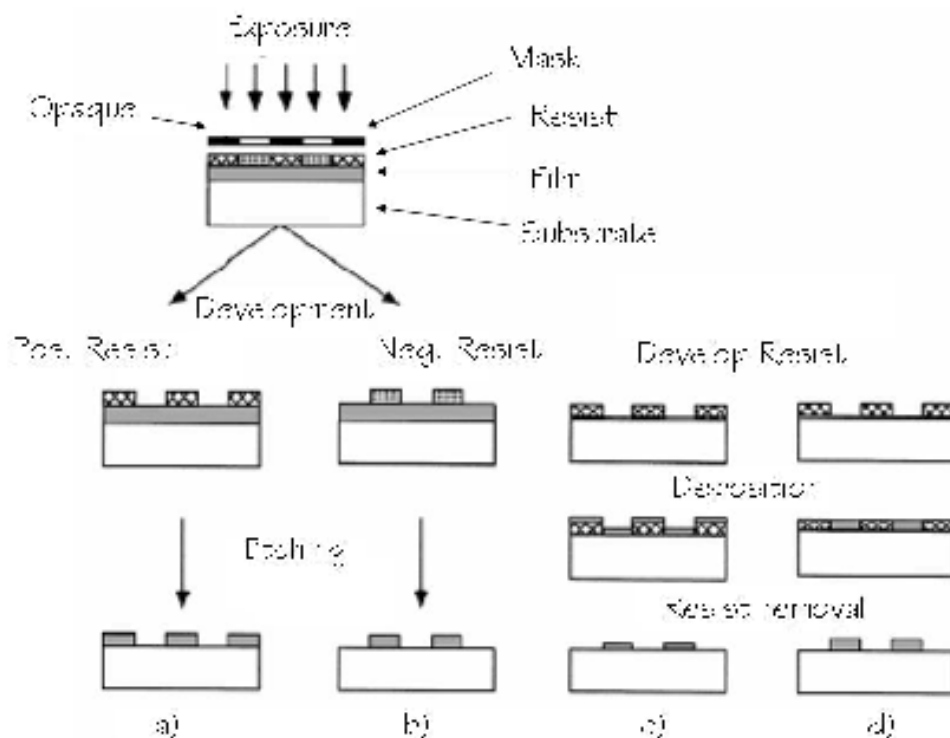 Exposure
Mask
Opaque
Resist
Film
Substrate
Development
Pos. Resist
Neg. Resist
Develop Resist
Deposition
Etching
Resist removal
a)
b)
c)
d)